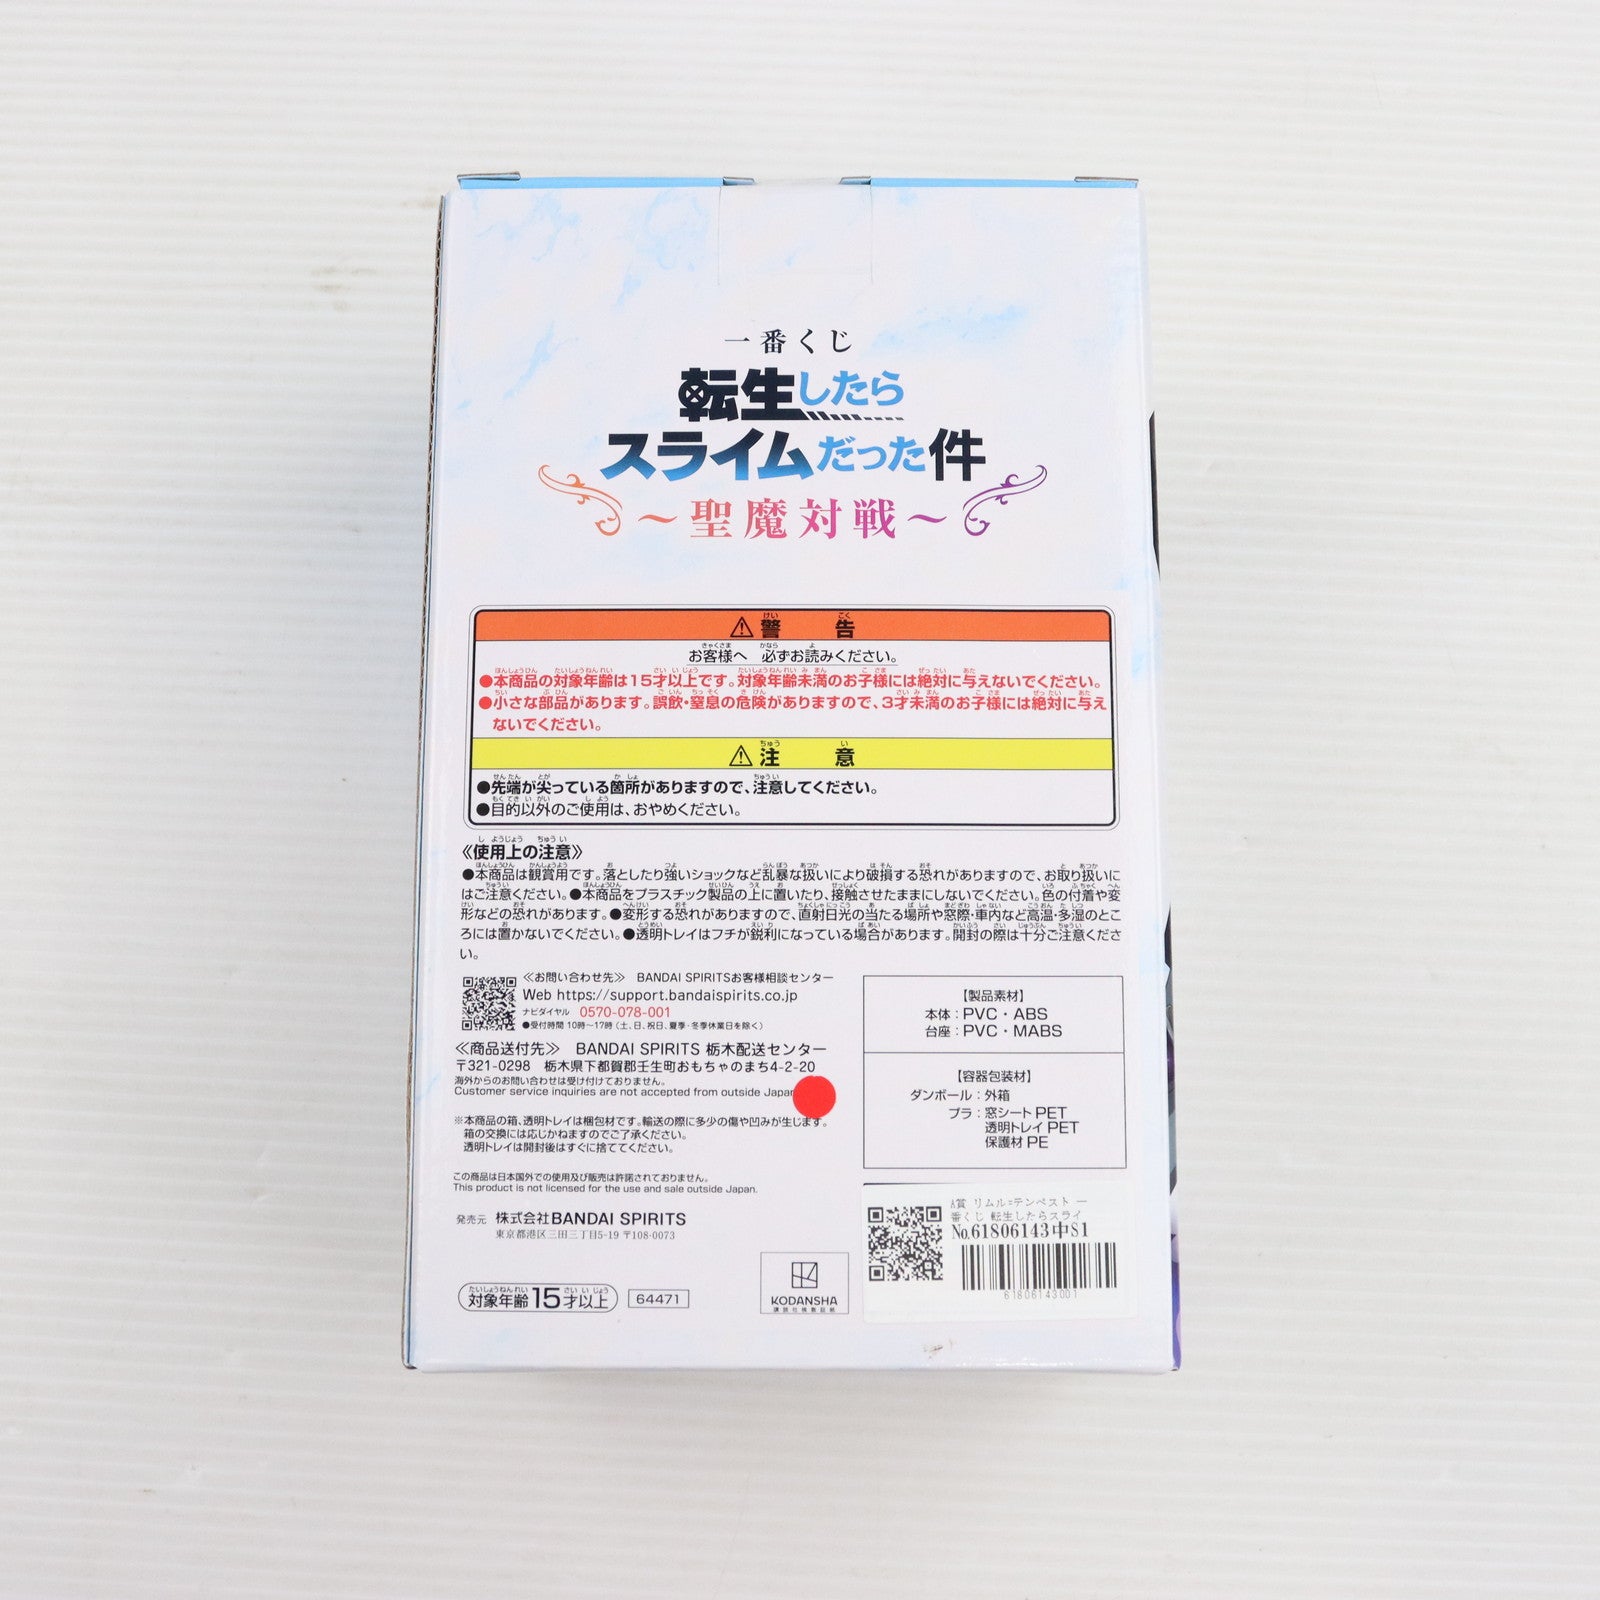 一番くじ
転生したら
スライムだった件
～聖魔対戦～
⚠警告
お客様へ 必ずお読みください。
●本商品の対象年齢は15才以上です。対象年齢未満のお子様には絶対に与えないでください。
●小さな部品があります。誤飲・窒息の危険がありますので、3才未満のお子様には絶対に与え
ないでください。
⚠注意
●先端が尖っている箇所がありますので、注意してください。
●目的以外のご使用は、おやめください。
《使用上の注意》
●本商品は観賞用です。落としたり強いショックなど乱暴な扱いにより破損する恐れがありますので、お取り扱いに
はご注意ください。●本商品をプラスチック製品の上に置いたり、接触させたままにしないでください。色の付着や変
形などの恐れがあります。●変形する恐れがありますので、直射日光の当たる場所や窓際・車内など高温・多湿のとこ
ろには置かないでください。●透明トレイはフチが鋭利になっている場合があります。開封の際は十分ご注意くださ
い。
≪お問い合わせ先≫ BANDAI SPIRITSお客様相談センター
Web https://support.bandaispirits.co.jp
ナビダイヤル 0570-078-001
●受付時間 10時～17時（土、日、祝日、夏季・冬季休業日を除く）
≪商品送付先≫ BANDAI SPIRITS 栃木配送センター
〒321-0298 栃木県下都賀郡壬生町おもちゃのまち4-2-20
海外からのお問い合わせは受け付けておりません。
Customer service inquiries are not accepted from outside Japan
※本商品の箱、透明トレイは梱包材です。輸送の際に多少の傷や凹みが生じます。
箱の交換には応じかねますのでご了承ください。
透明トレイは開封後はすぐに捨ててください。
この商品は日本国外での使用及び販売は許諾されておりません。
This product is not licensed for the use and sale outside Japan.
発売元 株式会社BANDAI SPIRITS
東京都港区三田三丁目5-19 〒108-0073
対象年齢15才以上
64471
KODANSHA
講談社模製証紙
【製品素材】
本体：PVC・ABS
台座：PVC・MABS
【容器包装材】
ダンボール：外箱
プラ：窓シートPET
透明トレイPET
保護材PE
A賞 リムル=テンペスト 一
番くじ 転生したらスライ
No.61806143中S1
61806143001